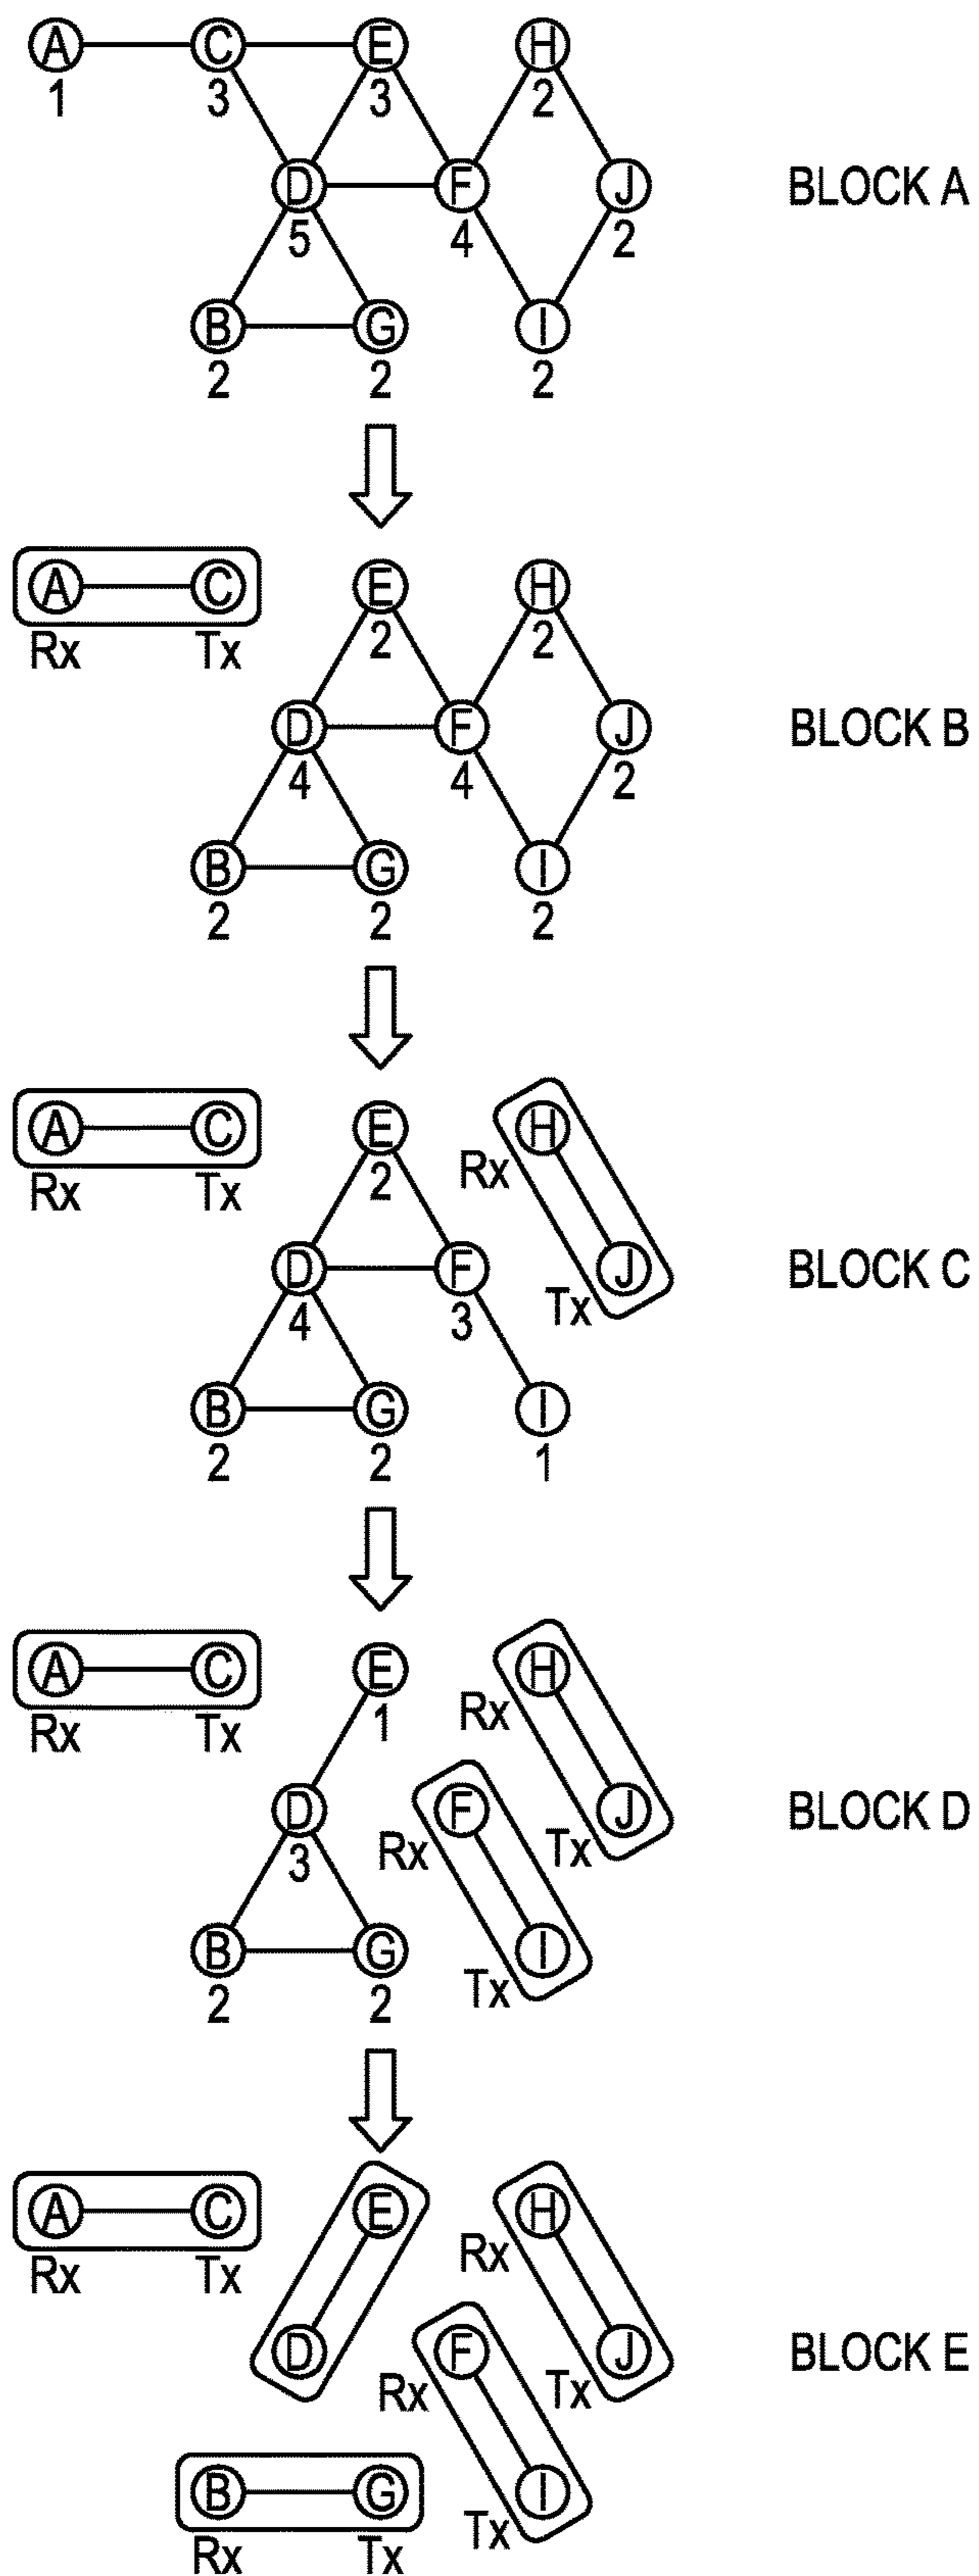 A C E H
1 3 3 2
D F J BLOCK A
5 4 2
B G I
2 2 2
A C E H
Rx Tx 2 2
D F J BLOCK B
4 4 2
B G I
2 2 2
A C E H
Rx Tx 2 Rx
D F J BLOCK C
4 3 Tx
B G I
2 2 1
A C E H
Rx Tx 1 Rx
D F J BLOCK D
3 Rx Tx
B G I
2 2 Tx
A C E H
Rx Tx Rx
D F J BLOCK E
Rx Tx
B G I
Rx Tx Tx